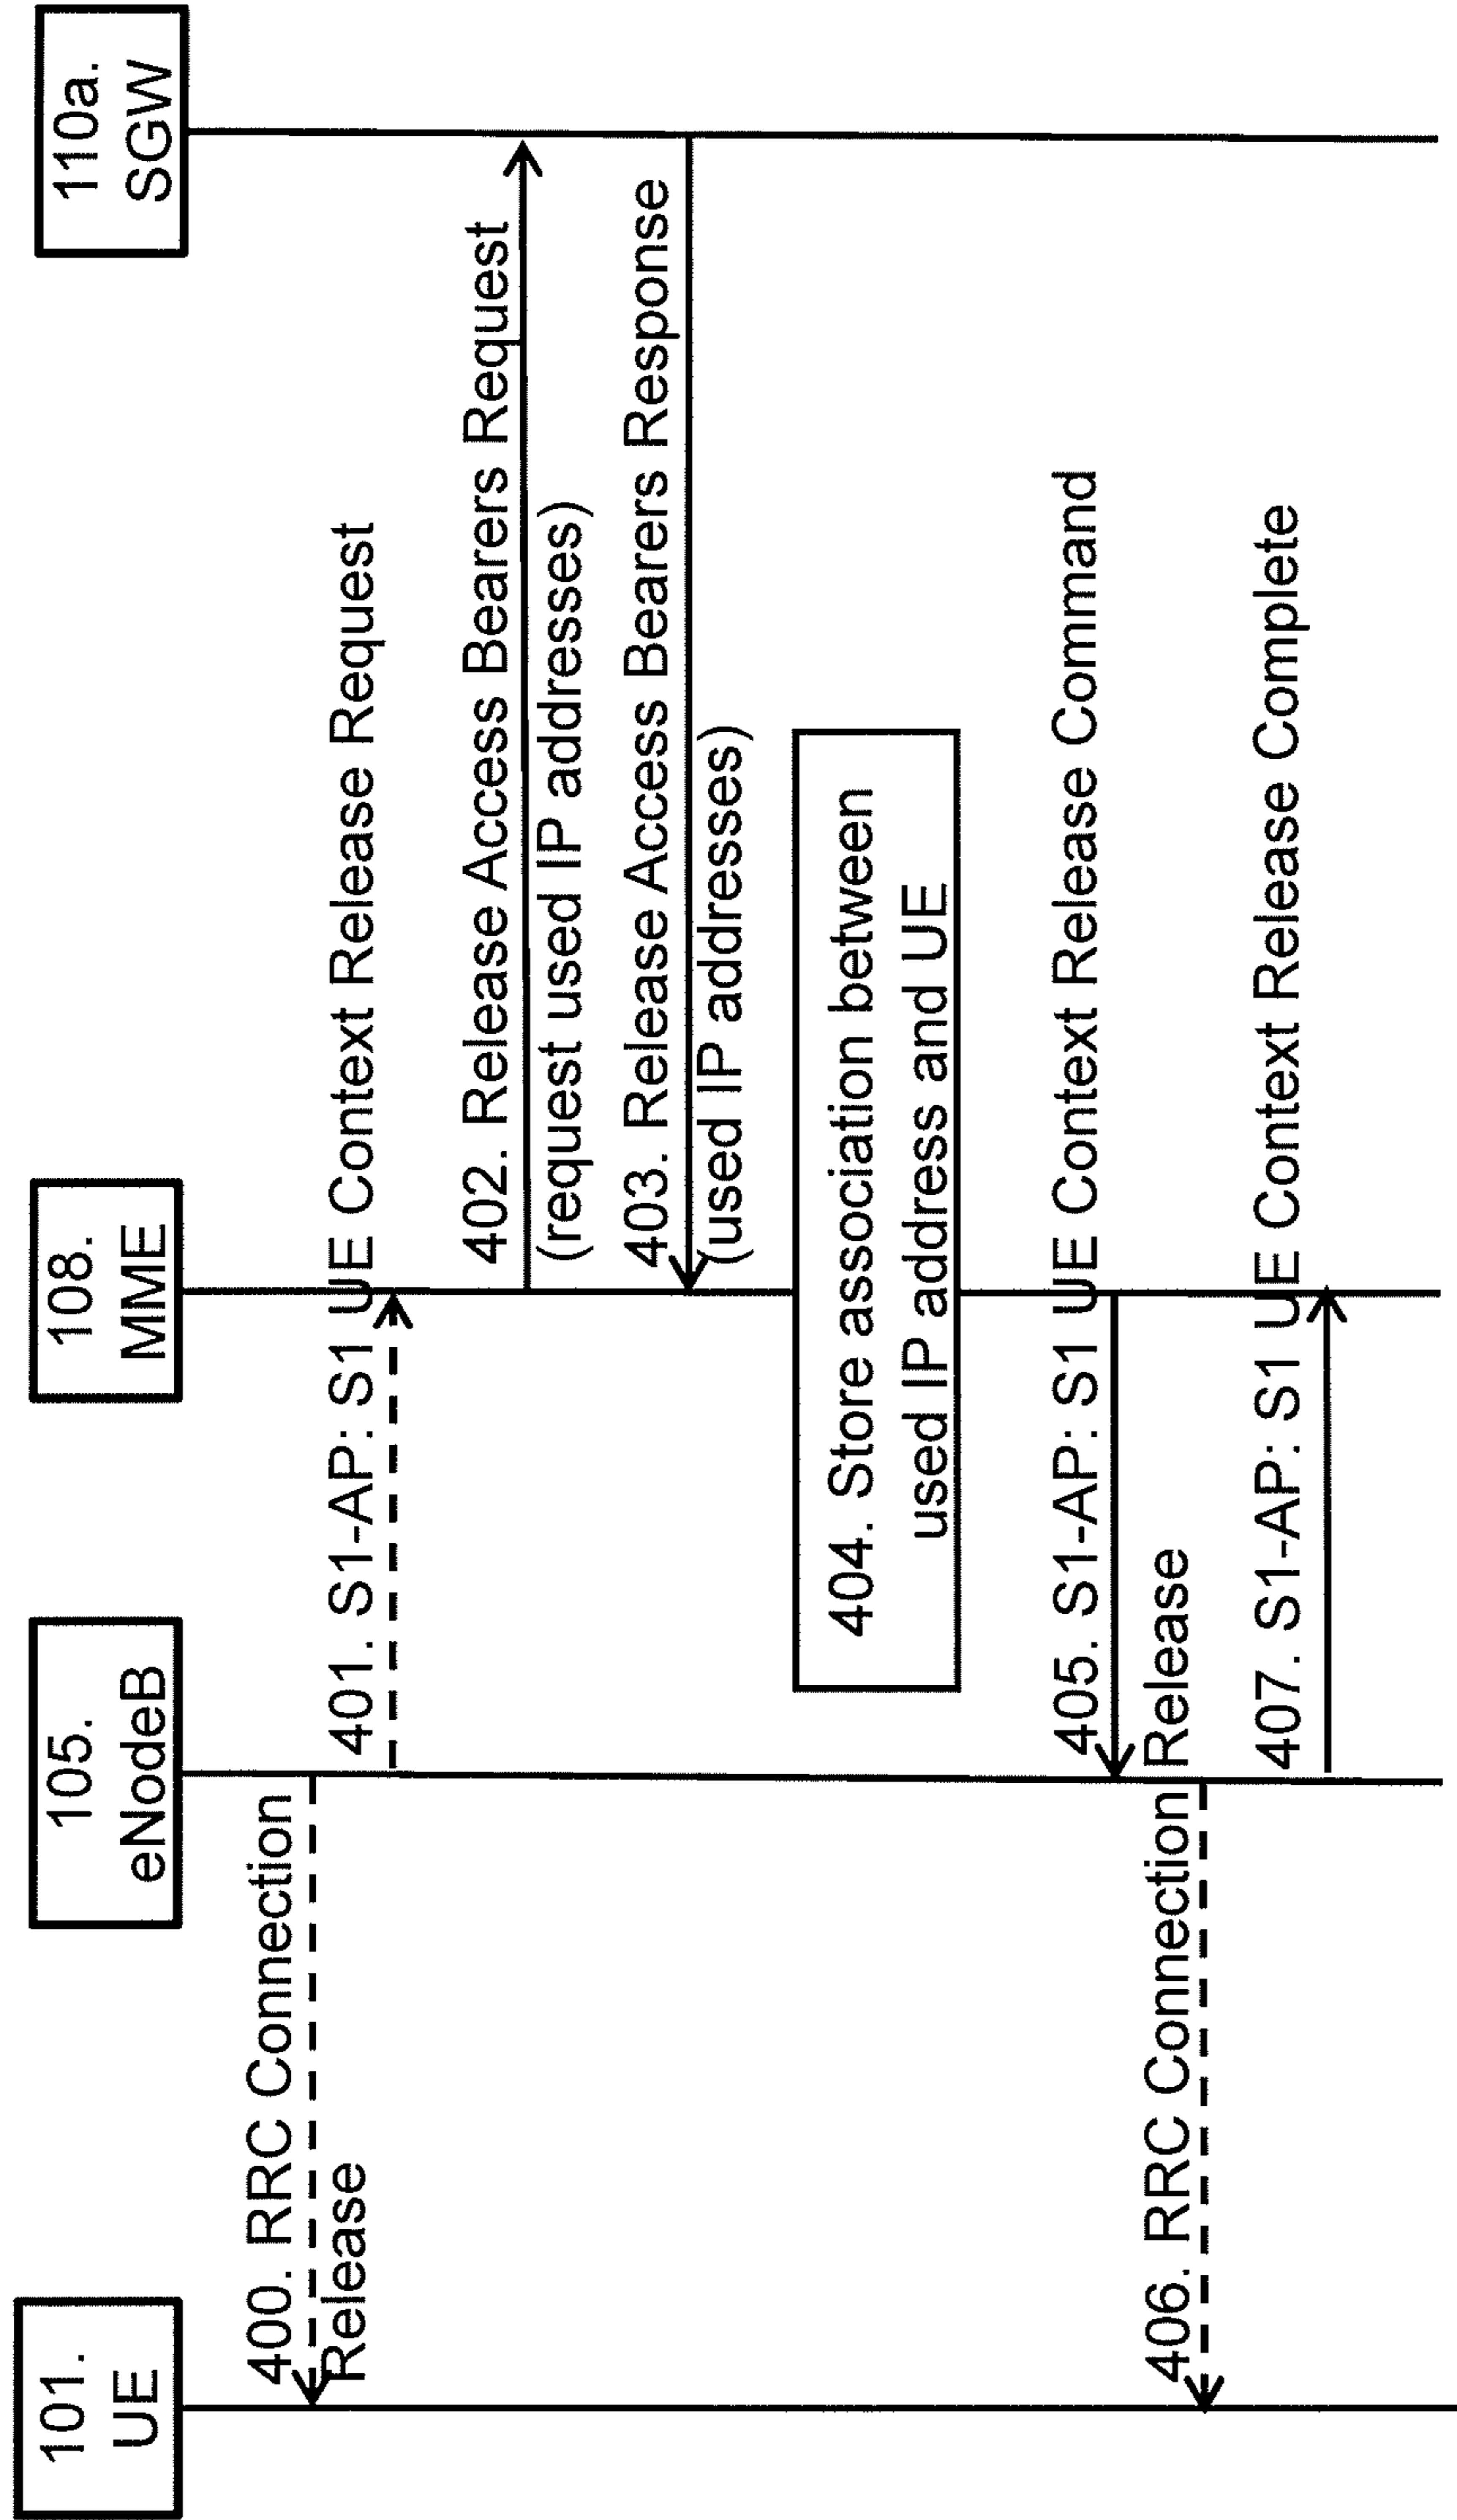 101.
UE
105.
eNodeB
108.
MME
110a.
SGW
400. RRC Connection
Release
401. S1-AP: S1 UE Context Release Request
402. Release Access Bearers Request
(request used IP addresses)
403. Release Access Bearers Response
(used IP addresses)
404. Store association between
used IP address and UE
405. S1-AP: S1 UE Context Release Command
406. RRC Connection Release
407. S1-AP: S1 UE Context Release Complete